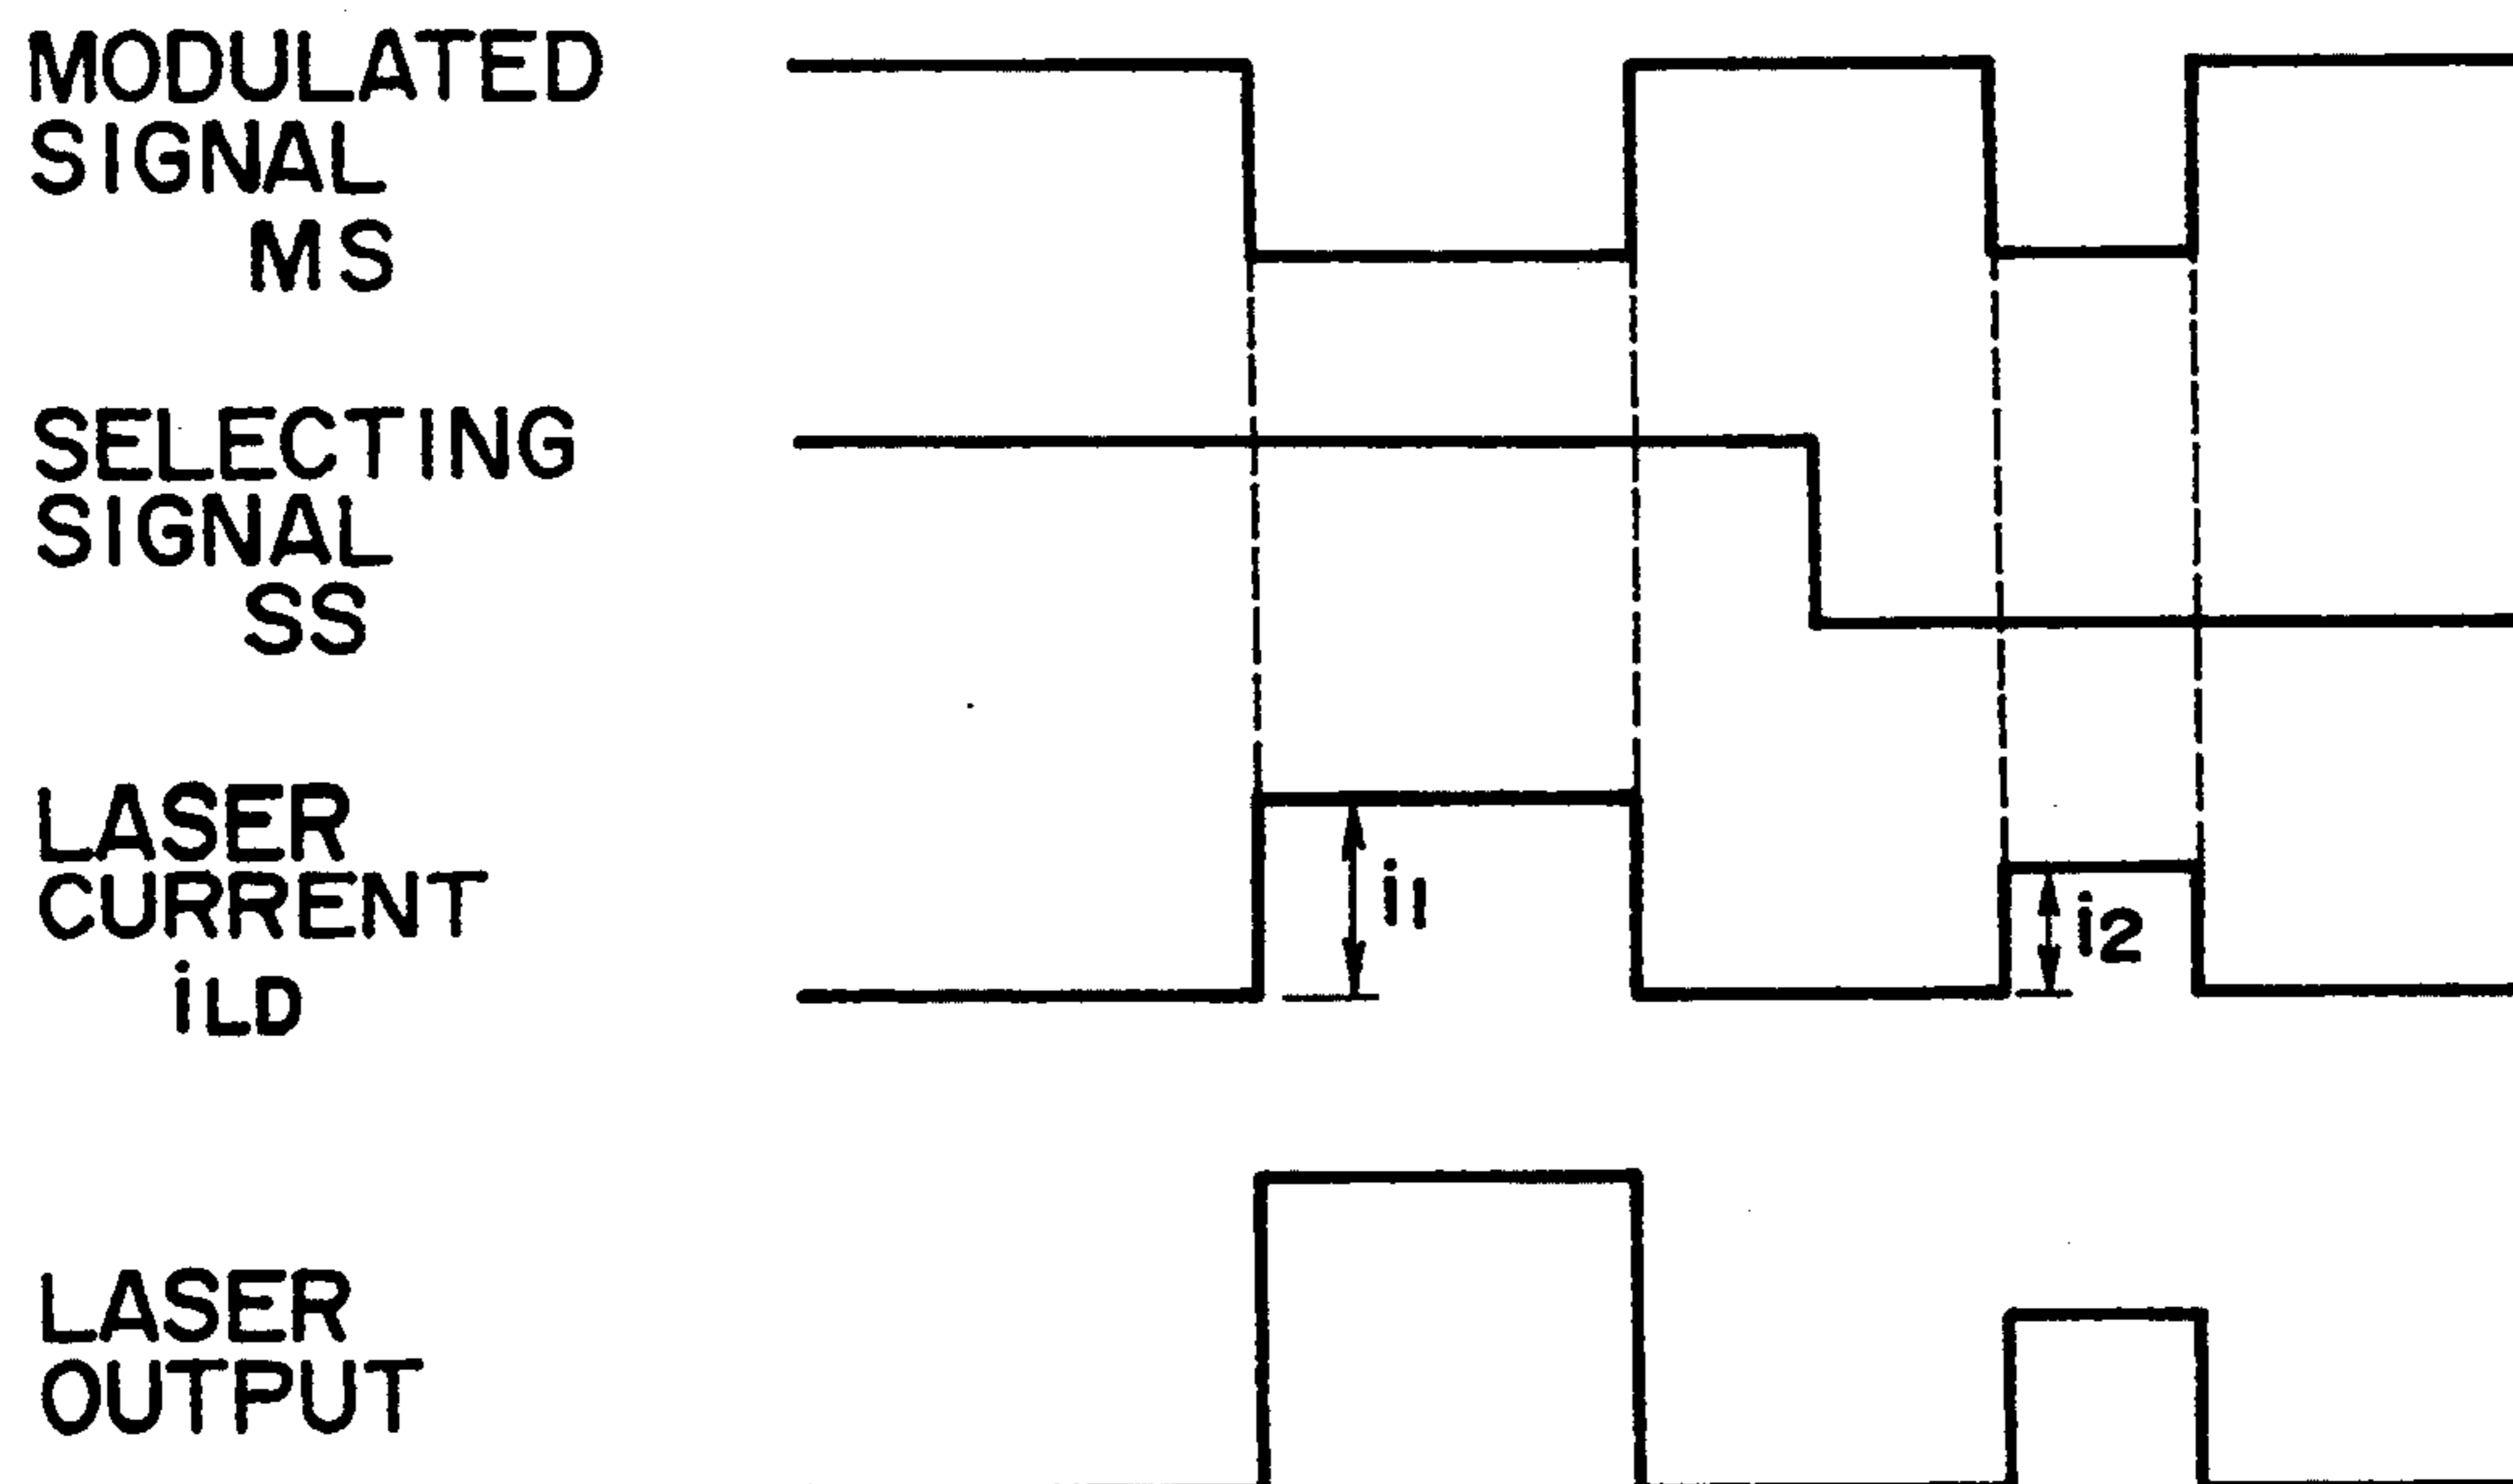 MODULATED
SIGNAL
MS
SELECTING
SIGNAL
SS
LASER
CURRENT
iLD
i1
i2
LASER
OUTPUT